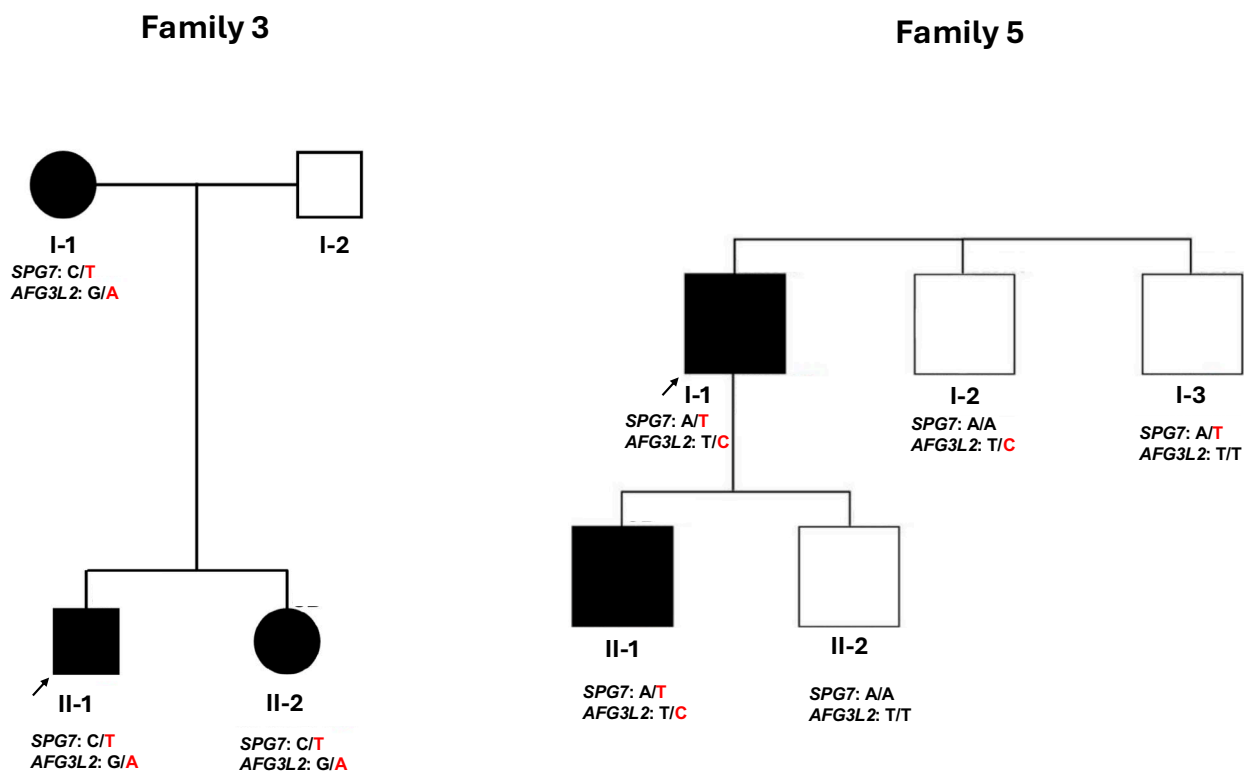 Family 3
Family 5
I-1
I-2
SPG7: C/T
AFG3L2: G/A
I-1
I-2
I-3
SPG7: A/T
AFG3L2: T/C
SPG7: A/A
AFG3L2: T/C
SPG7: A/T
AFG3L2: T/T
II-1
II-2
SPG7: C/T
AFG3L2: G/A
SPG7: C/T
AFG3L2: G/A
II-1
II-2
SPG7: A/T
AFG3L2: T/C
SPG7: A/A
AFG3L2: T/T